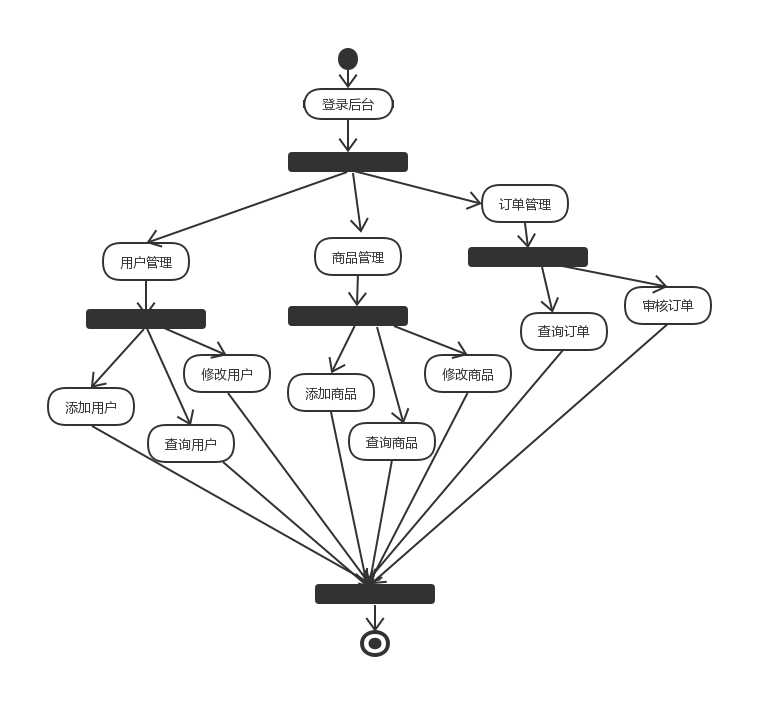 登录后台
订单管理
用户管理
商品管理
审核订单
查询订单
修改用户
修改商品
添加商品
添加用户
查询商品
查询用户